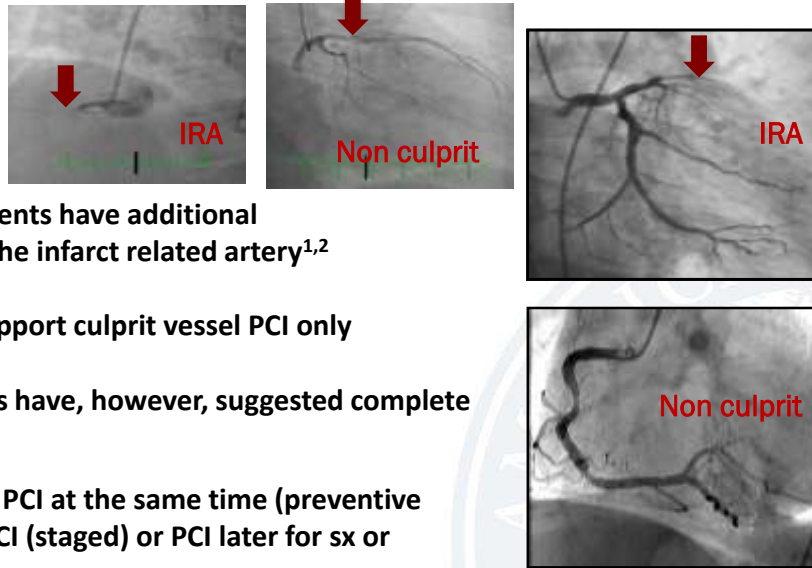 IRA
Non culprit
IRA
ents have additional
he infarct related artery1,2
pport culprit vessel PCI only
s have, however, suggested complete
Non culprit
PCI at the same time (preventive
CI (staged) or PCI later for sx or